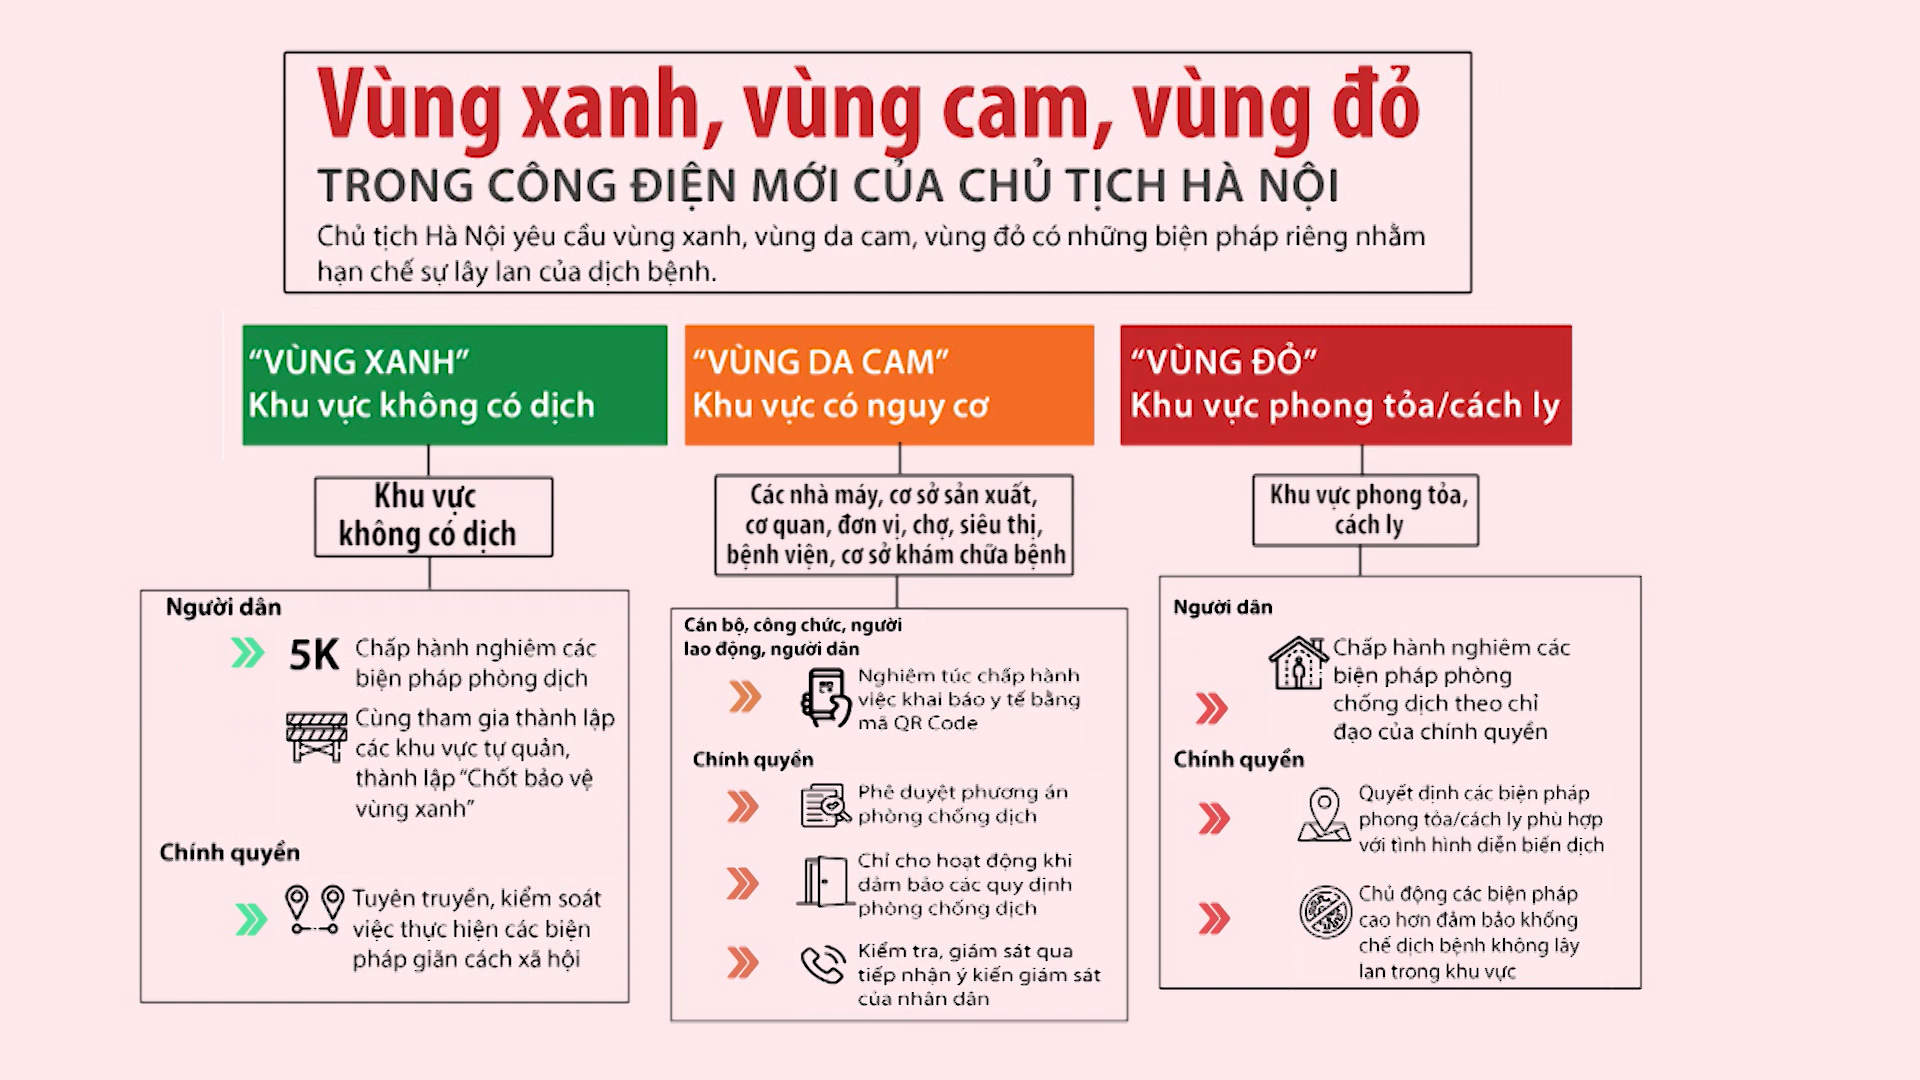 Vùng xanh, vùng cam, vùng đỏ
TRONG CÔNG ĐIỆN MỚI CỦA CHỦ TỊCH HÀ NỘI
Chủ tịch Hà Nội yêu cầu vùng xanh, vùng da cam, vùng đỏ có những biện pháp riêng nhằm
hạn chế sự lây lan của dịch bệnh.
“VÙNG XANH”
Khu vực không có dịch
Khu vực
không có dịch
Người dân
5K
Chấp hành nghiêm các
biện pháp phòng dịch
Cùng tham gia thành lập
các khu vực tự quản,
thành lập “Chốt bảo vệ
vùng xanh”
Chính quyền
Tuyên truyền, kiểm soát
việc thực hiện các biện
pháp giãn cách xã hội
“VÙNG DA CAM”
Khu vực có nguy cơ
Các nhà máy, cơ sở sản xuất,
cơ quan, đơn vị, chợ, siêu thị,
bệnh viện, cơ sở khám chữa bệnh
Cán bộ, công chức, người
lao động, người dân
Nghiêm túc chấp hành
việc khai báo y tế bằng
mã QR Code
Chính quyền
Phê duyệt phương án
phòng chống dịch
Chỉ cho hoạt động khi
đảm bảo các quy định
phòng chống dịch
Kiểm tra, giám sát qua
tiếp nhận ý kiến giám sát
của nhân dân
“VÙNG ĐỎ”
Khu vực phong tỏa/cách ly
Khu vực phong tỏa,
cách ly
Người dân
Chấp hành nghiêm các
biện pháp phòng
chống dịch theo chỉ
đạo của chính quyền
Chính quyền
Quyết định các biện pháp
phong tỏa/cách ly phù hợp
với tình hình diễn biến dịch
Chủ động các biện pháp
cao hơn đảm bảo khống
chế dịch bệnh không lây
lan trong khu vực